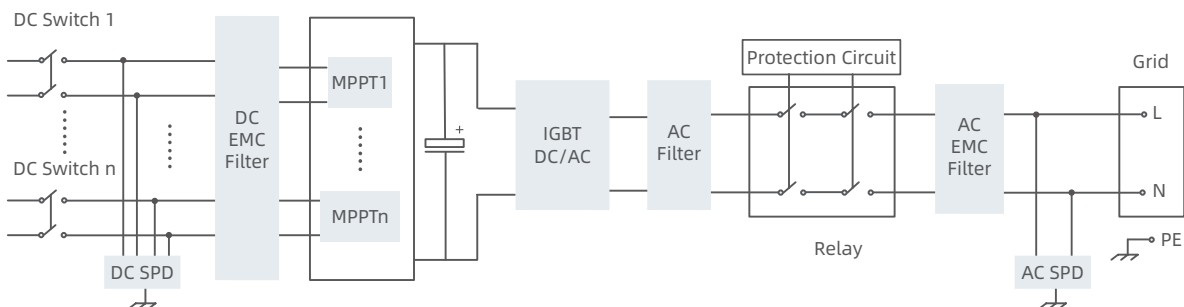 DC Switch 1
DC Switch n
DC SPD
DC
EMC
Filter
MPPT1
MPPTn
+
IGBT
DC/AC
AC
Filter
Protection Circuit
Relay
AC
EMC
Filter
AC SPD
Grid
L
N
PE